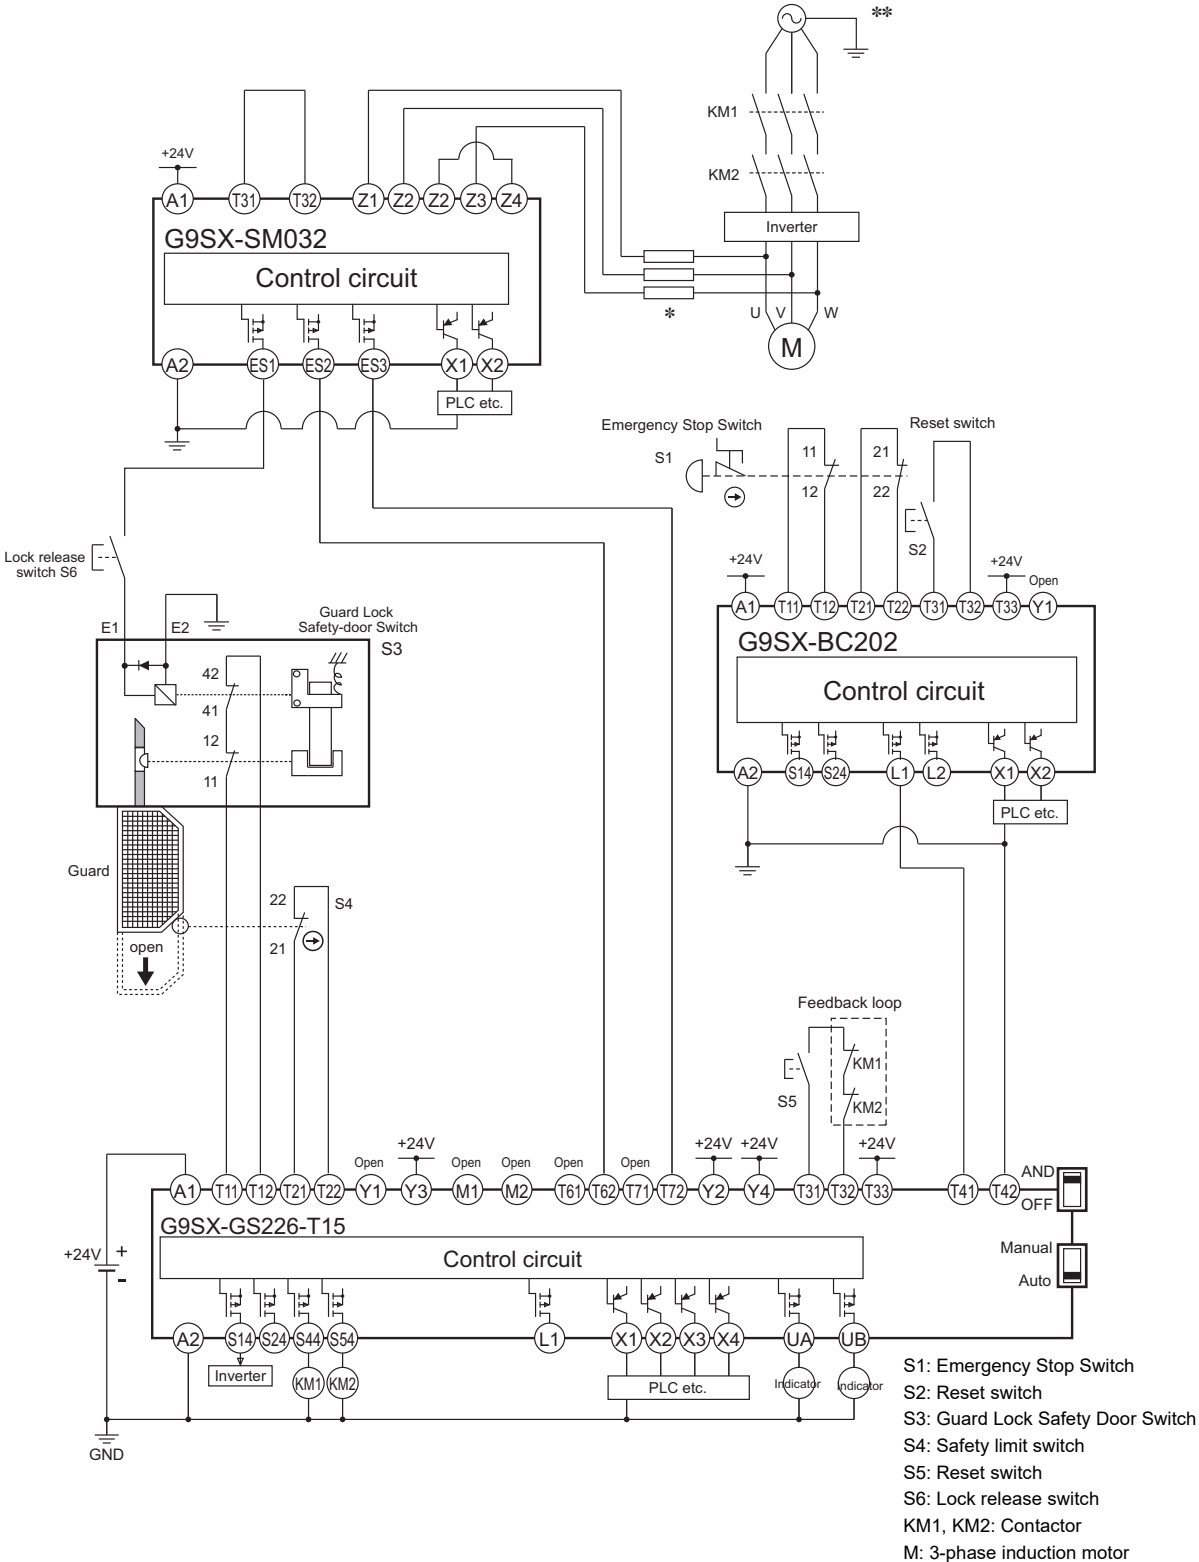 **
KM1
+24V
KM2
A1 T31 T32 Z1 Z2 Z2 Z3 Z4
Inverter
G9SX-SM032
Control circuit
*
U V W
M
A2 ES1 ES2 ES3 X1 X2
PLC etc.
Emergency Stop Switch
Reset switch
S1
11
21
12
22
S2
Lock release
switch S6
+24V
+24V
Open
A1 T11 T12 T21 T22 T31 T32 T33 Y1
Guard Lock
Safety-door Switch
S3
E1 E2
G9SX-BC202
Control circuit
42
41
12
11
A2 S14 S24 L1 L2 X1 X2
PLC etc.
Guard
22
S4
21
open
Feedback loop
KM1
S5
KM2
Open
+24V
Open
Open
Open
Open
+24V
+24V
+24V
A1 T11 T12 T21 T22 Y1 Y3 M1 M2 T61 T62 T71 T72 Y2 Y4 T31 T32 T33 T41 T42
AND
OFF
G9SX-GS226-T15
Control circuit
Manual
Auto
+24V
+
-
A2 S14 S24 S44 S54 L1 X1 X2 X3 X4 UA UB
Inverter
KM1 KM2
PLC etc.
Indicator
Indicator
GND
S1: Emergency Stop Switch
S2: Reset switch
S3: Guard Lock Safety Door Switch
S4: Safety limit switch
S5: Reset switch
S6: Lock release switch
KM1, KM2: Contactor
M: 3-phase induction motor